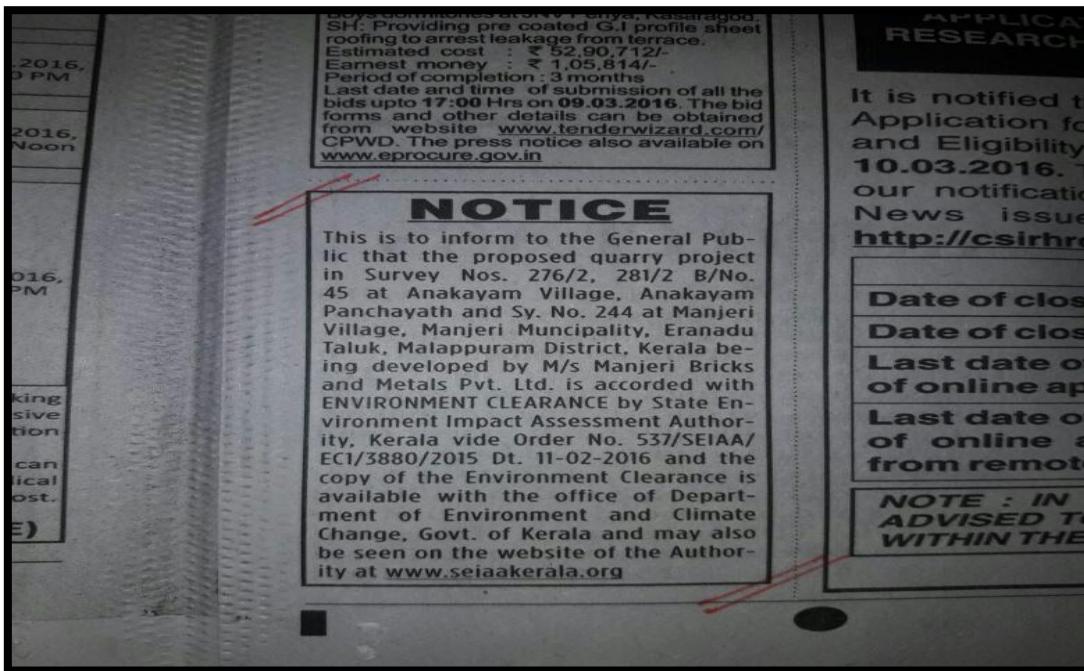 .2016,
0 PM
2016,
Noon
016,
PM
king
sive
tion
can
lical
ost.
E)
Boys dormitories at JNV Periya, Kasaragod.
SH: Providing pre coated G.I profile sheet
roofing to arrest leakage from terrace.
Estimated cost : ₹ 52,90,712/-
Earnest money : ₹ 1,05,814/-
Period of completion : 3 months
Last date and time of submission of all the
bids upto 17:00 Hrs on 09.03.2016. The bid
forms and other details can be obtained
from website www.tenderwizard.com/
CPWD. The press notice also available on
www.eprocure.gov.in
NOTICE
This is to inform to the General Pub-
lic that the proposed quarry project
in Survey Nos. 276/2, 281/2 B/No.
45 at Anakayam Village, Anakayam
Panchayath and Sy. No. 244 at Manjeri
Village, Manjeri Muncipality, Eranadu
Taluk, Malappuram District, Kerala be-
ing developed by M/s Manjeri Bricks
and Metals Pvt. Ltd. is accorded with
ENVIRONMENT CLEARANCE by State En-
vironment Impact Assessment Author-
ity, Kerala vide Order No. 537/SEIAA/
EC1/3880/2015 Dt. 11-02-2016 and the
copy of the Environment Clearance is
available with the office of Depart-
ment of Environment and Climate
Change, Govt. of Kerala and may also
be seen on the website of the Author-
ity at www.seiaakerala.org
APPLICA
RESEARCH
It is notified t
Application fo
and Eligibility
10.03.2016.
our notificatio
News issue
http://csirhr
Date of clos
Date of clos
Last date o
of online ap
Last date o
of online a
from remot
NOTE : IN
ADVISED T
WITHIN THE